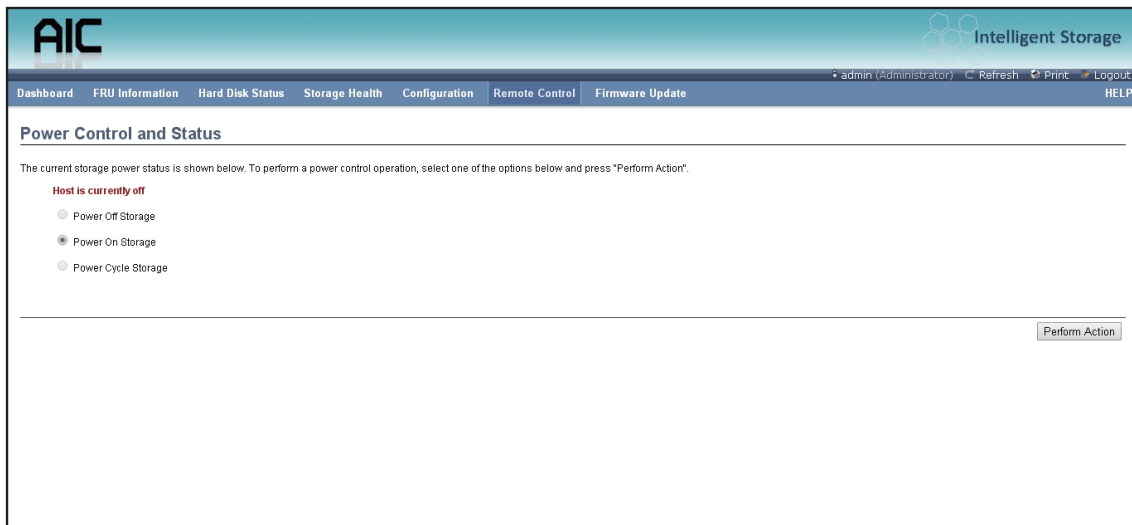 AIC
Intelligent Storage
admin (Administrator) Refresh Print Logout
Dashboard FRU Information Hard Disk Status Storage Health Configuration Remote Control Firmware Update HELP
Power Control and Status
The current storage power status is shown below. To perform a power control operation, select one of the options below and press "Perform Action".
Host is currently off
Power Off Storage
Power On Storage
Power Cycle Storage
Perform Action